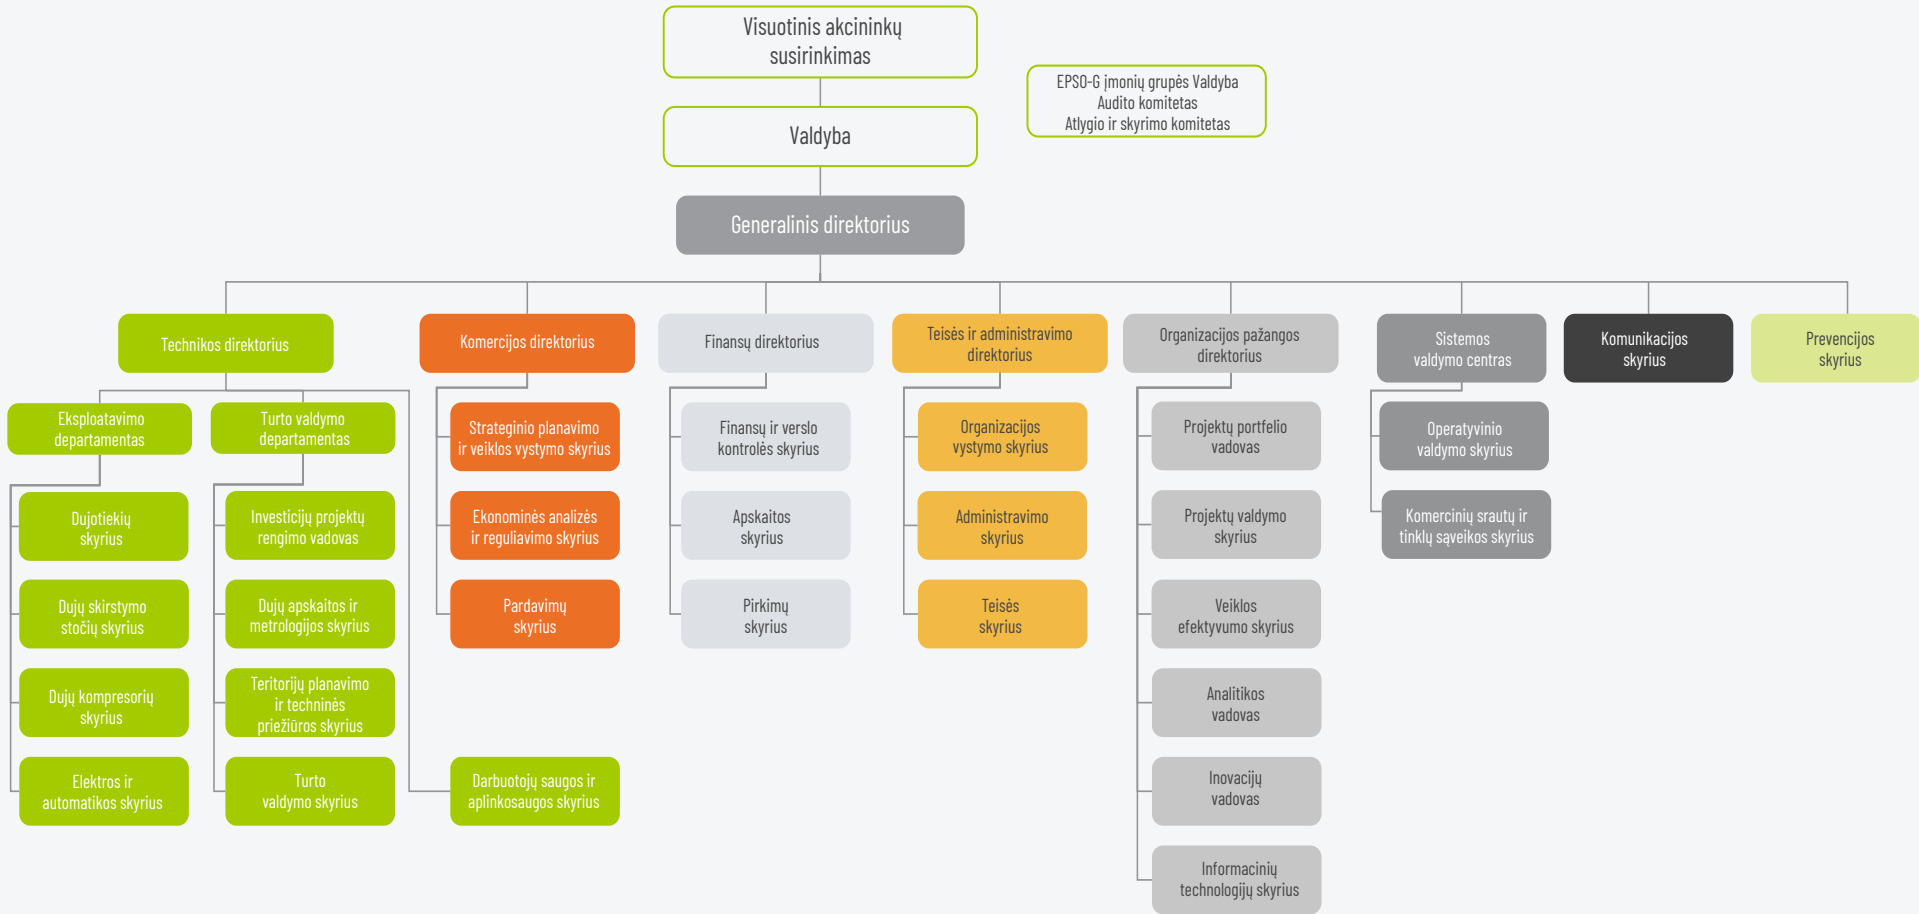 Visuotinis akcininkų
susirinkimas
EPSO-G įmonių grupės Valdyba
Audito komitetas
Atlygio ir skyrimo komitetas
Valdyba
Generalinis direktorius
Technikos direktorius
Komercijos direktorius
Finansų direktorius
Teisės ir administravimo
direktorius
Organizacijos pažangos
direktorius
Sistemos
valdymo centras
Komunikacijos
skyrius
Prevencijos
skyrius
Eksploatavimo
departamentas
Dujotiekių
skyrius
Dujų skirstymo
stočių skyrius
Dujų kompresorių
skyrius
Elektros ir
automatikos skyrius
Turto valdymo
departamentas
Investicijų projektų
rengimo vadovas
Dujų apskaitos ir
metrologijos skyrius
Teritorijų planavimo
ir techninės
priežiūros skyrius
Turto
valdymo skyrius
Darbuotojų saugos ir
aplinkosaugos skyrius
Strateginio planavimo
ir veiklos vystymo skyrius
Ekonominės analizės
ir reguliavimo skyrius
Pardavimų
skyrius
Finansų ir verslo
kontrolės skyrius
Apskaitos
skyrius
Pirkimų
skyrius
Organizacijos
vystymo skyrius
Administravimo
skyrius
Teisės
skyrius
Projektų portfelio
vadovas
Projektų valdymo
skyrius
Veiklos
efektyvumo skyrius
Analitikos
vadovas
Inovacijų
vadovas
Informacinių
technologijų skyrius
Operatyvinio
valdymo skyrius
Komercinių srautų ir
tinklų sąveikos skyrius